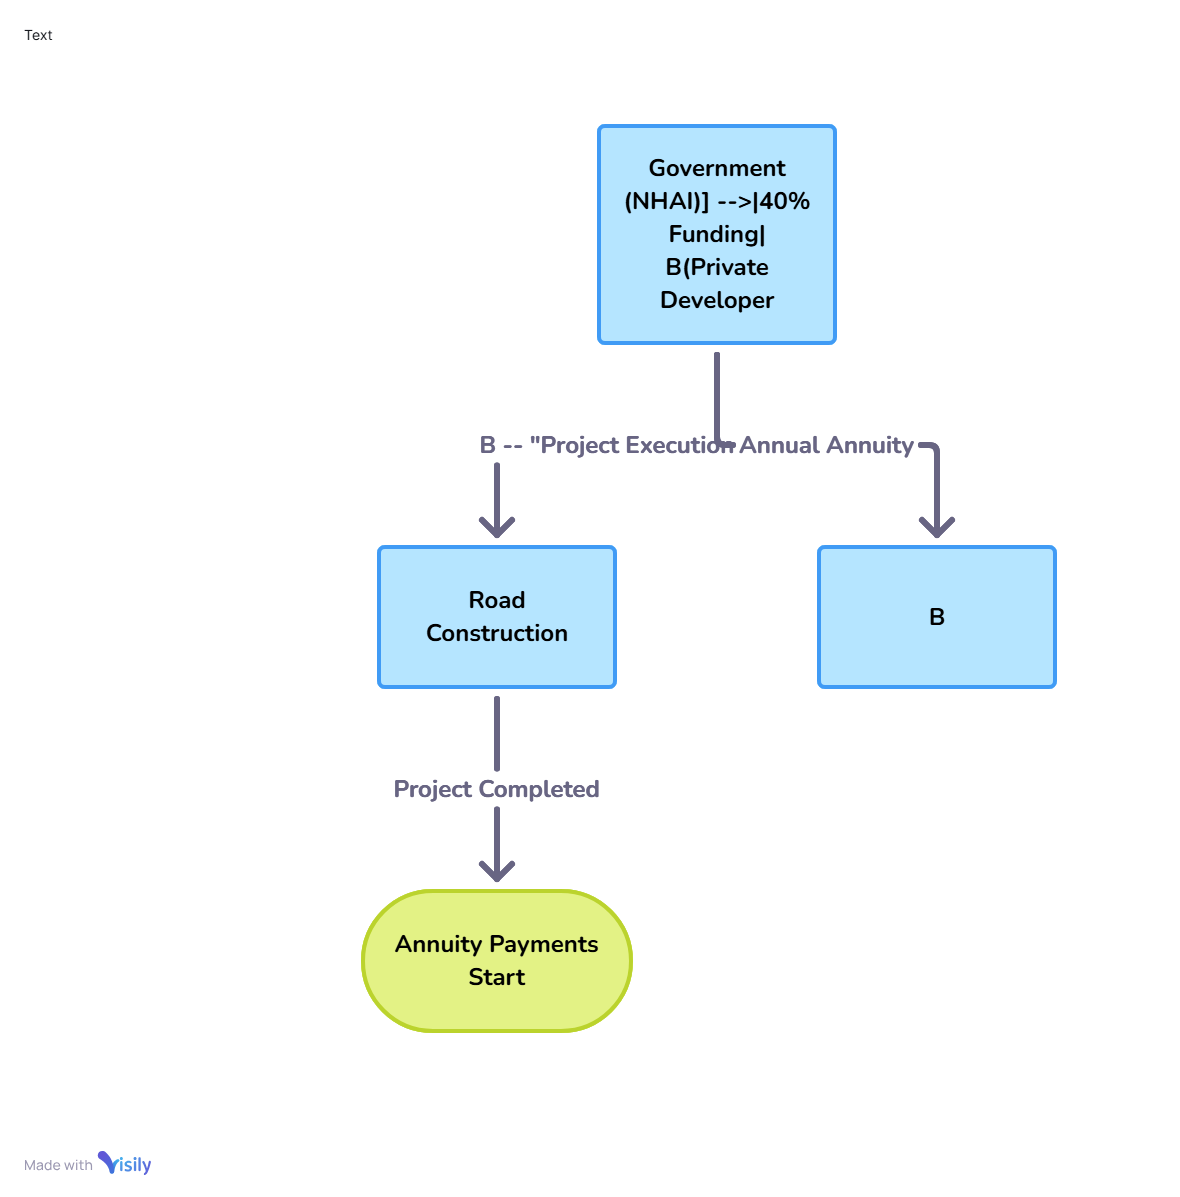 Text
Government
(NHAI)] -->|40%
Funding|
B(Private
Developer
B -- "Project Execution Annual Annuity
Road
Construction
B
Project Completed
Annuity Payments
Start
Made with Visily